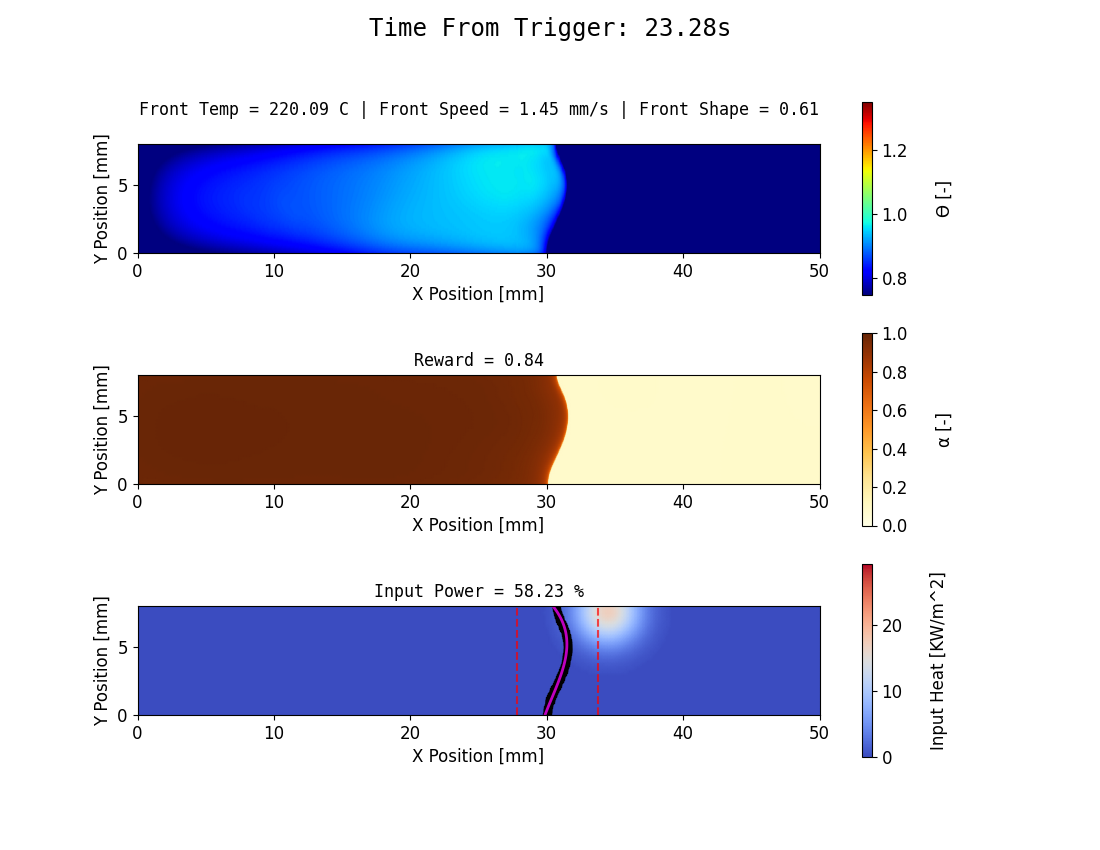 Time From Trigger: 23.28s
Front Temp = 220.09 C | Front Speed = 1.45 mm/s | Front Shape = 0.61
Y Position [mm]
5
0
0 10 20 30 40 50
X Position [mm]
1.2
1.0
0.8
Θ [-]
Reward = 0.84
Y Position [mm]
5
0
0 10 20 30 40 50
X Position [mm]
1.0
0.8
0.6
0.4
0.2
0.0
α [-]
Input Power = 58.23 %
Y Position [mm]
5
0
0 10 20 30 40 50
X Position [mm]
20
10
0
Input Heat [KW/m^2]